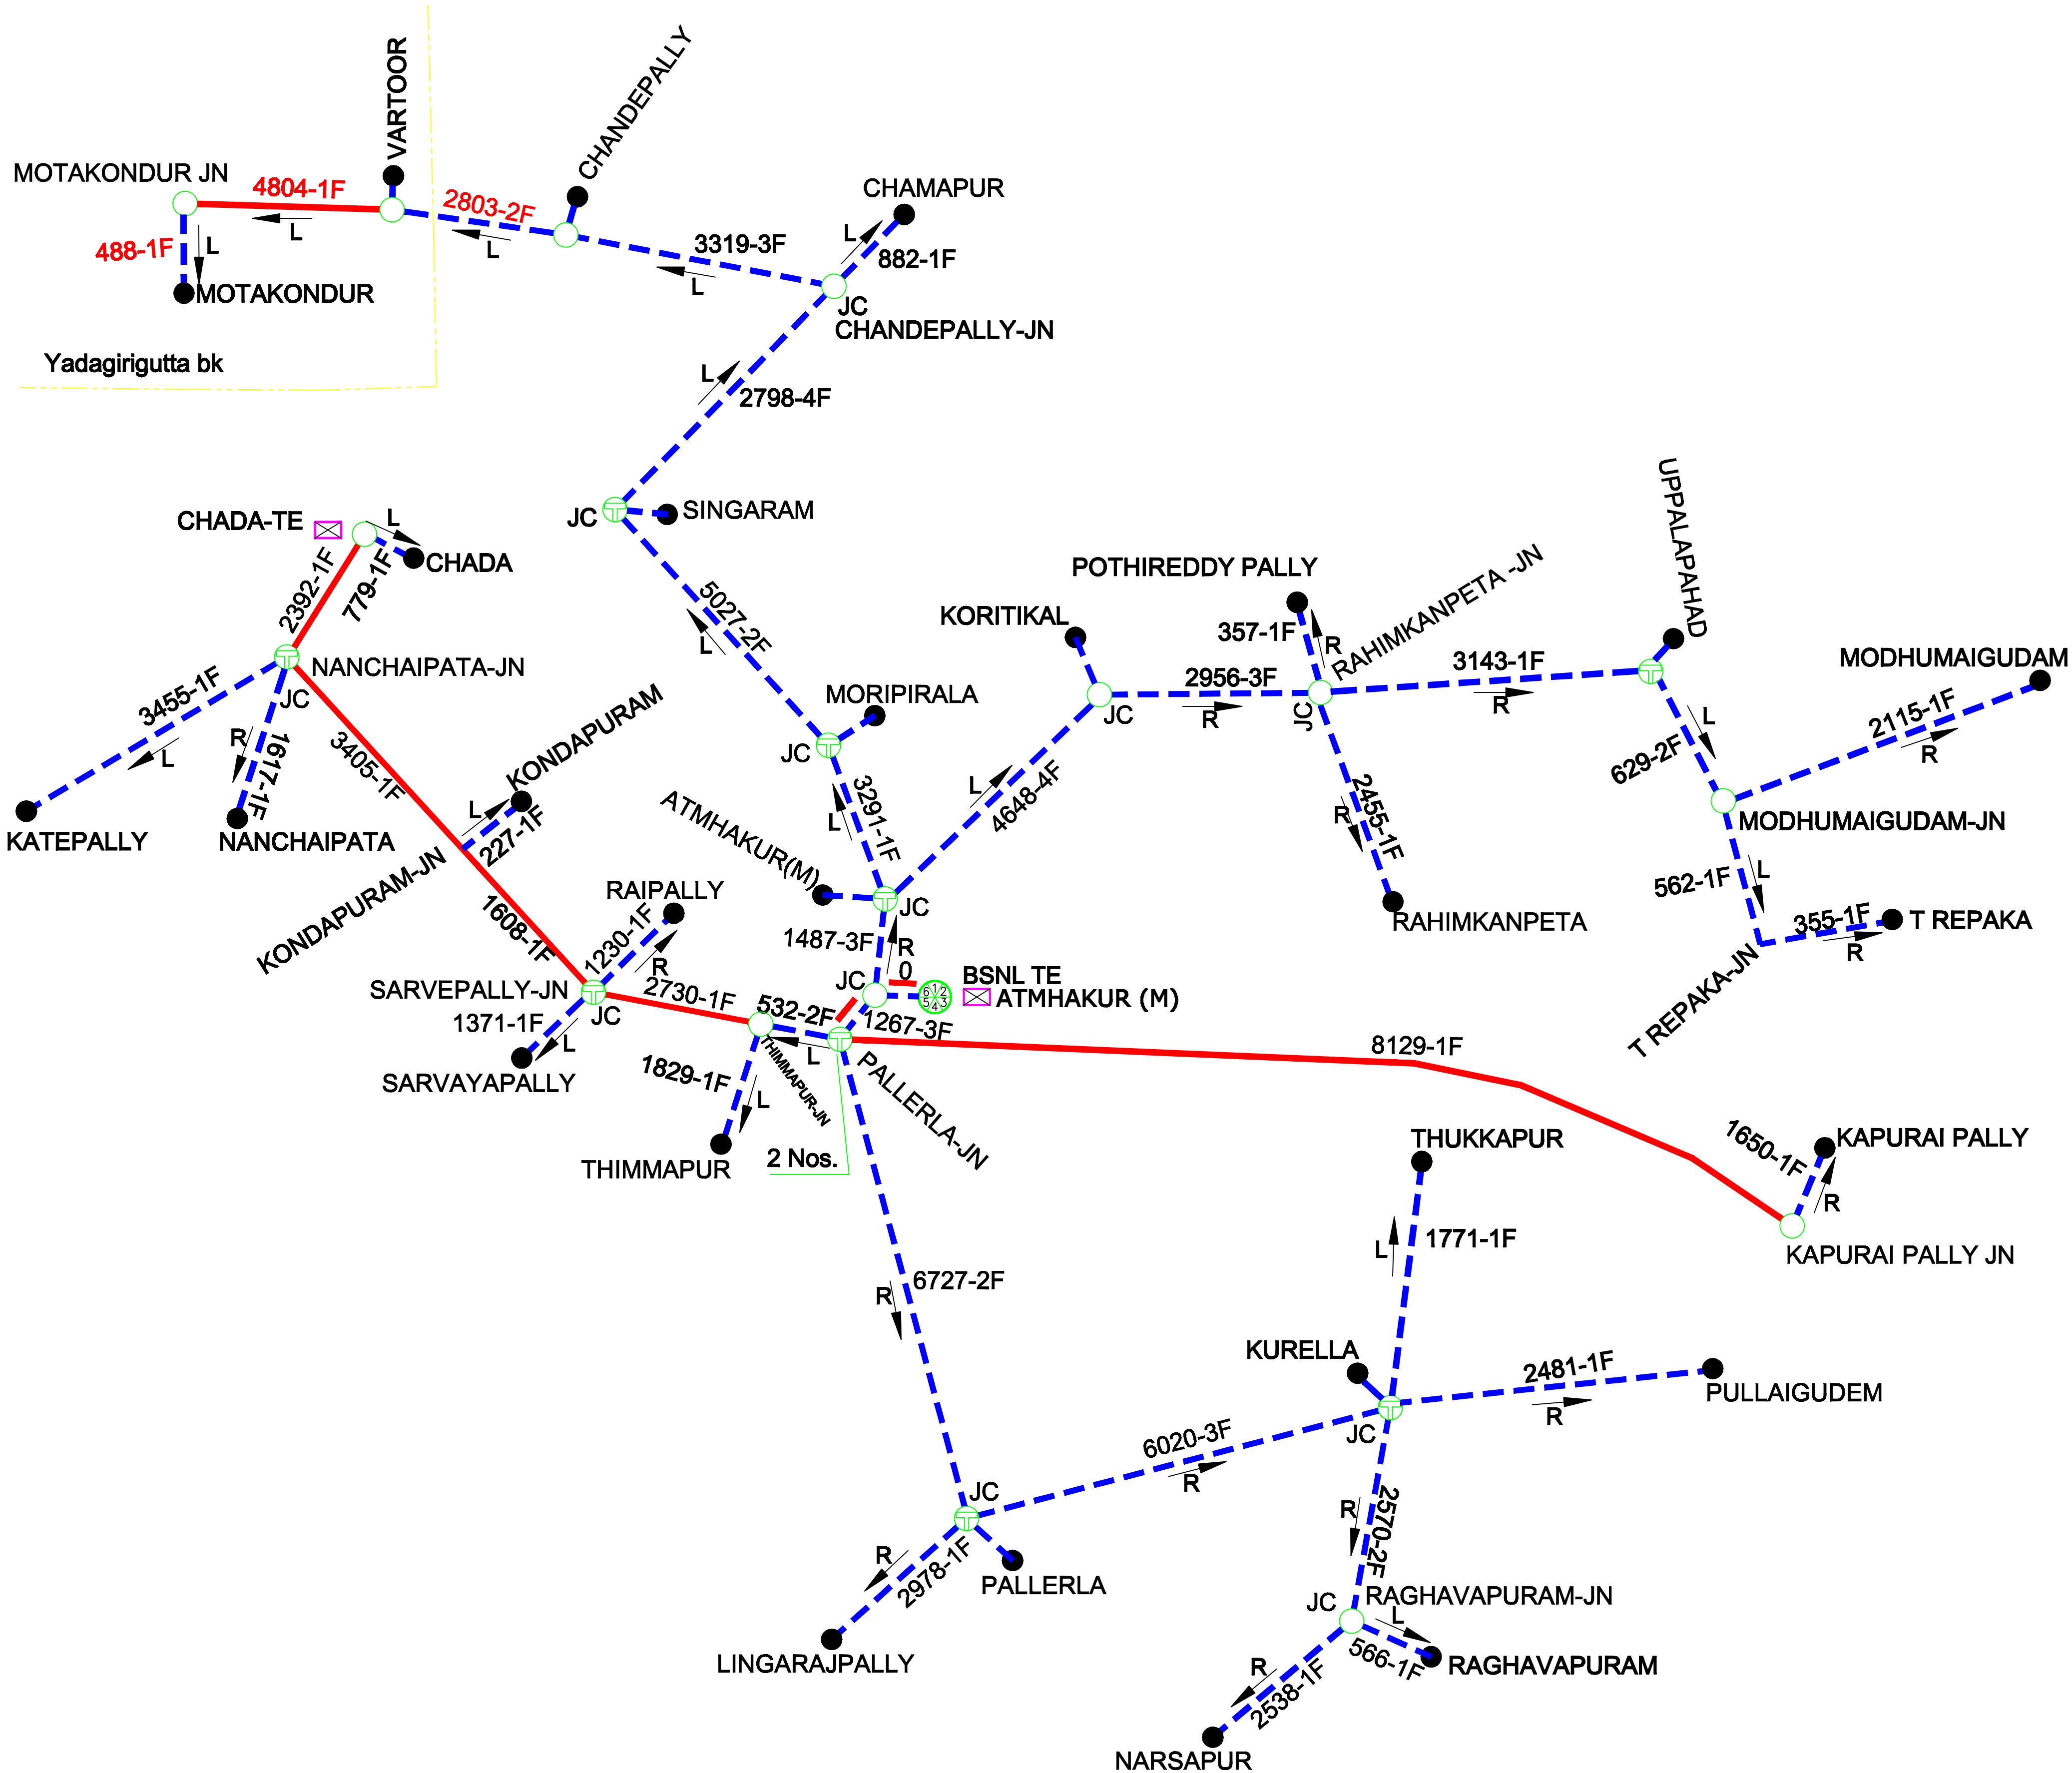 VARTOOR
CHANDEPALLY
MOTAKONDUR JN
4804-1F
L
2803-2F
L
488-1F
L
MOTAKONDUR
Yadagirigutta bk
CHAMAPUR
L
882-1F
3319-3F
L
JC
CHANDEPALLY-JN
L
2798-4F
JC
SINGARAM
CHADA-TE
L
CHADA
2392-1F
779-1F
NANCHAIPATA-JN
JC
3455-1F
L
R
1617-1F
KATEPALLY
NANCHAIPATA
3405-1F
KONDAPURAM
L
227-1F
KONDAPURAM-JN
1608-1F
5027-2F
L
MORIPIRALA
JC
3291-1F
L
ATMHAKUR(M)
JC
KORITIKAL
JC
L
4648-4F
POTHIREDDY PALLY
357-1F
R
RAHIMKANPETA -JN
JC
2956-3F
R
3143-1F
R
2455-1F
R
RAHIMKANPETA
UPPALAPAHAD
L
629-2F
MODHUMAIGUDAM
2115-1F
R
MODHUMAIGUDAM-JN
562-1F
L
355-1F
R
T REPAKA
T REPAKA-JN
RAIPALLY
1230-1F
R
SARVEPALLY-JN
JC
1371-1F
L
SARVAYAPALLY
2730-1F
532-2F
L
1487-3F
R
0
JC
1 2 3 4 5 6
BSNL TE
ATMHAKUR (M)
1267-3F
THIMMAPUR-JN
1829-1F
L
THIMMAPUR
PALLERLA-JN
2 Nos.
8129-1F
1650-1F
R
KAPURAI PALLY
KAPURAI PALLY JN
THUKKAPUR
1771-1F
L
6727-2F
R
KURELLA
JC
2481-1F
R
PULLAIGUDEM
6020-3F
R
JC
R
2978-1F
PALLERLA
LINGARAJPALLY
2570-2F
R
JC
RAGHAVAPURAM-JN
L
566-1F
RAGHAVAPURAM
R
2538-1F
NARSAPUR